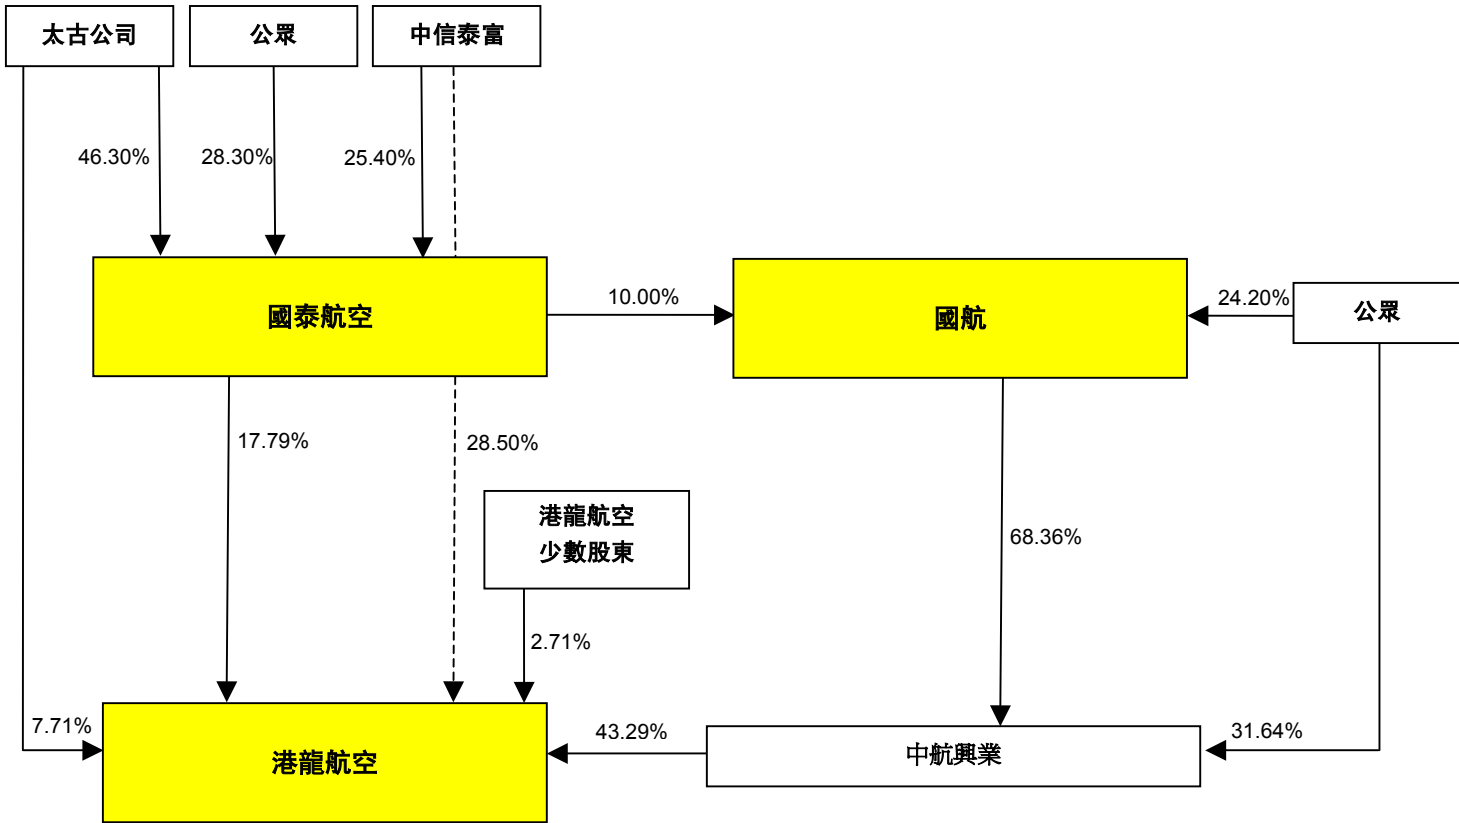 太古公司
公眾
中信泰富
46.30%
28.30%
25.40%
國泰航空
10.00%
國航
24.20%
公眾
17.79%
28.50%
港龍航空
少數股東
68.36%
2.71%
7.71%
港龍航空
43.29%
中航興業
31.64%